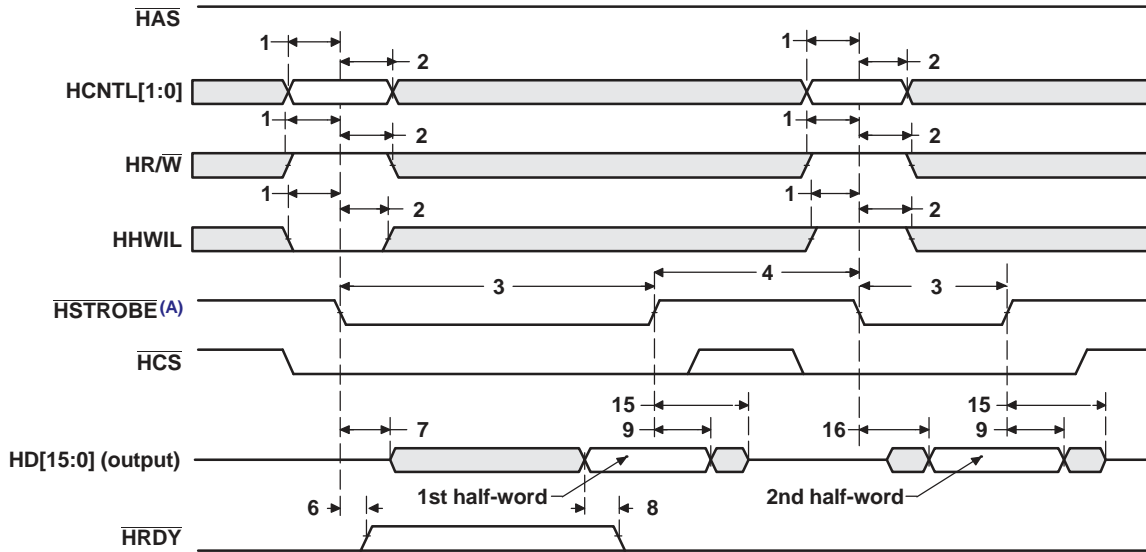 HAS
1
1
2
2
HCNTL[1:0]
1
1
2
2
HR/W
1
1
2
2
HHWIL
3
4
3
HSTROBE(A)
HCS
15
15
7
9
16
9
HD[15:0] (output)
1st half-word
2nd half-word
6
8
HRDY